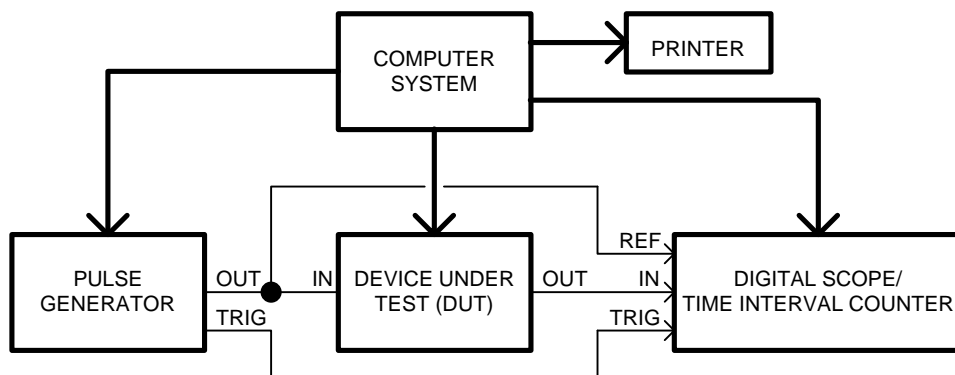 COMPUTER
SYSTEM
PRINTER
REF
PULSE
GENERATOR
OUT
TRIG
IN
DEVICE UNDER
TEST (DUT)
OUT
IN
TRIG
DIGITAL SCOPE/
TIME INTERVAL COUNTER